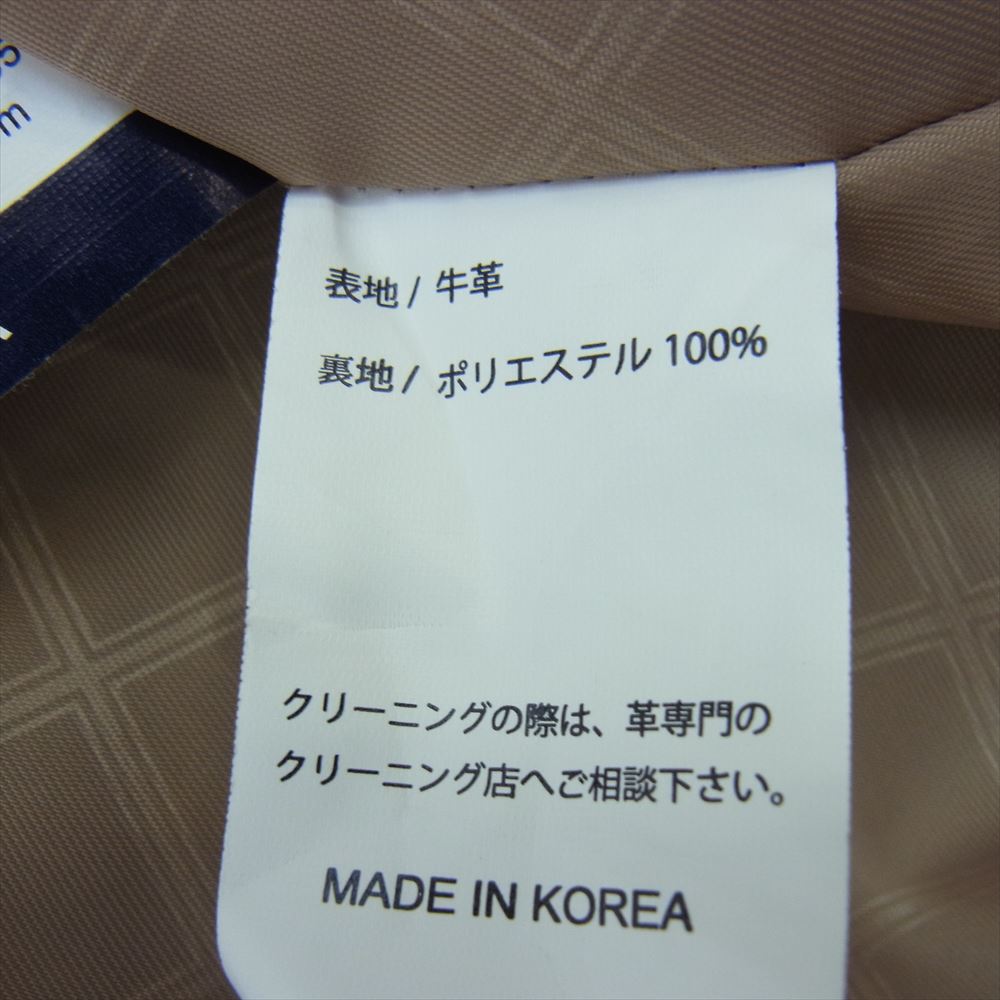 表地 / 牛革
裏地 / ポリエステル 100%
クリーニングの際は、革専門の
クリーニング店へご相談下さい。
MADE IN KOREA